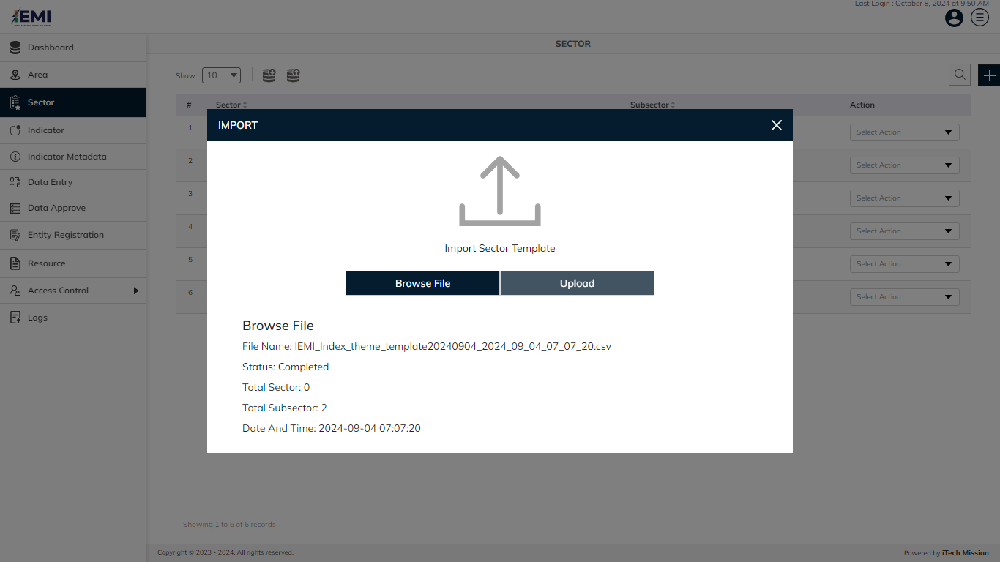 Last Login : October 8, 2024 at 9:50 AM
iEMI
Dashboard
Area
Sector
Indicator
Indicator Metadata
Data Entry
Data Approve
Entity Registration
Resource
Access Control
Logs
SECTOR
Show 10
# Sector Subsector Action
1 Select Action
2 Select Action
3 Select Action
4 Select Action
5 Select Action
6 Select Action
IMPORT
Import Sector Template
Browse File Upload
Browse File
File Name: IEMI_Index_theme_template20240904_2024_09_04_07_07_20.csv
Status: Completed
Total Sector: 0
Total Subsector: 2
Date And Time: 2024-09-04 07:07:20
Showing 1 to 6 of 6 records
Copyright © 2023 - 2024. All rights reserved.
Powered by iTech Mission